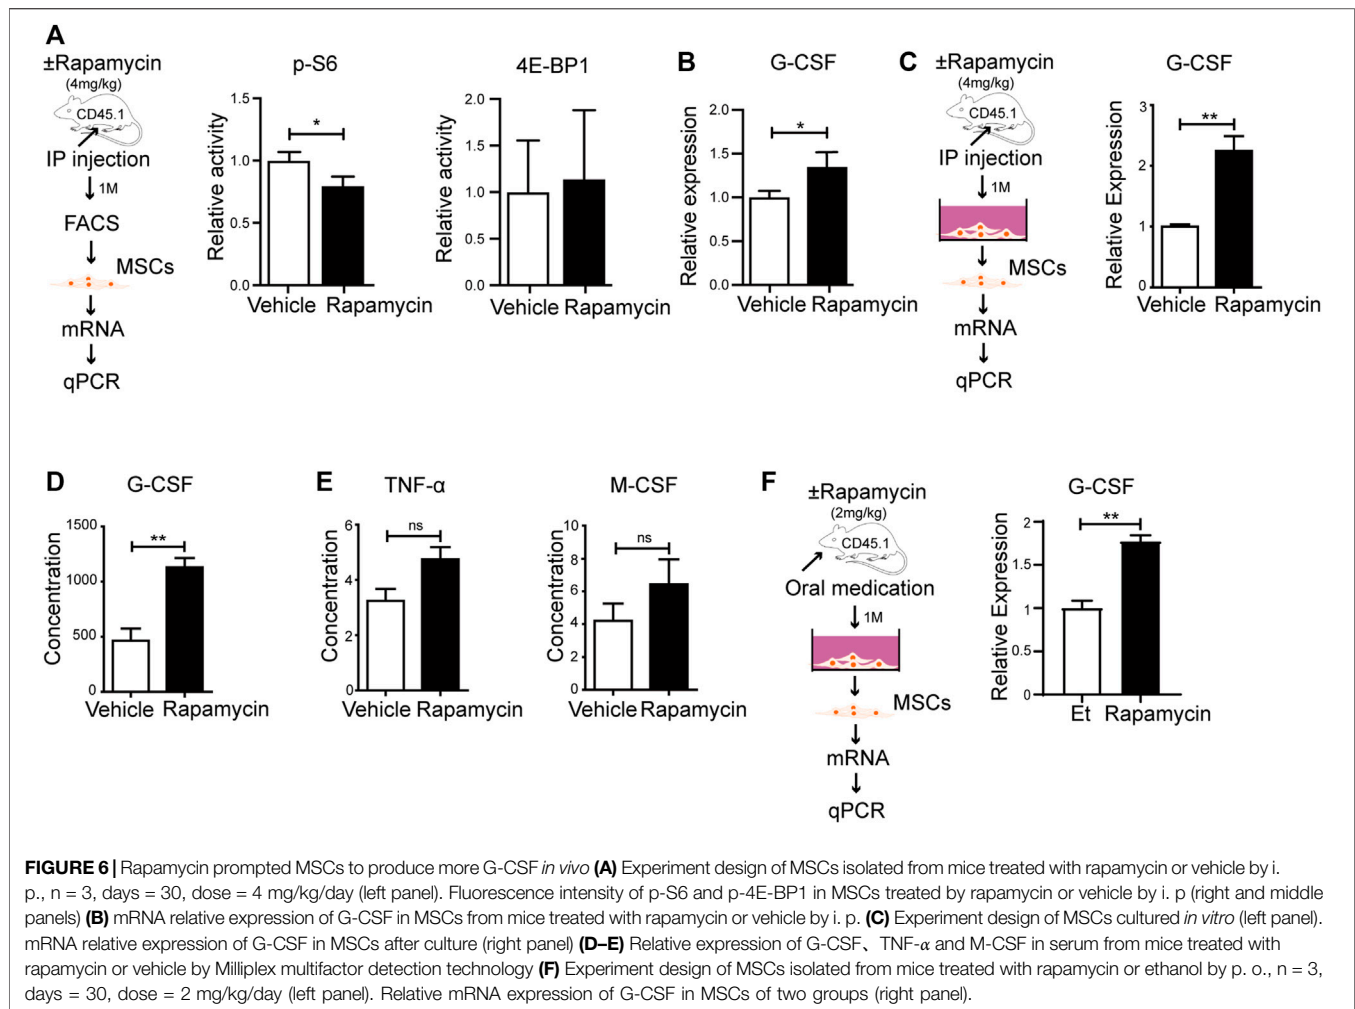 A
±Rapamycin
(4mg/kg)
CD45.1
IP injection
1M
FACS
MSCs
mRNA
qPCR
p-S6
Relative activity
1.5
1.0
0.5
0.0
*
Vehicle Rapamycin
4E-BP1
Relative activity
2.0
1.5
1.0
0.5
0.0
Vehicle Rapamycin
B
G-CSF
Relative expression
2.0
1.5
1.0
0.5
0.0
*
Vehicle Rapamycin
C
±Rapamycin
(4mg/kg)
CD45.1
IP injection
1M
MSCs
mRNA
qPCR
G-CSF
Relative Expression
3
2
1
0
**
Vehicle Rapamycin
D
G-CSF
Concentration
1500
1000
500
0
**
Vehicle Rapamycin
E
TNF-α
Concentration
6
4
2
0
ns
Vehicle Rapamycin
M-CSF
Concentration
10
8
6
4
2
0
ns
Vehicle Rapamycin
F
±Rapamycin
(2mg/kg)
CD45.1
Oral medication
1M
MSCs
mRNA
qPCR
G-CSF
Relative Expression
2
1.5
1
0.5
0
**
Et Rapamycin
FIGURE 6 | Rapamycin prompted MSCs to produce more G-CSF in vivo (A) Experiment design of MSCs isolated from mice treated with rapamycin or vehicle by i.
p., n = 3, days = 30, dose = 4 mg/kg/day (left panel). Fluorescence intensity of p-S6 and p-4E-BP1 in MSCs treated by rapamycin or vehicle by i. p (right and middle
panels) (B) mRNA relative expression of G-CSF in MSCs from mice treated with rapamycin or vehicle by i. p. (C) Experiment design of MSCs cultured in vitro (left panel).
mRNA relative expression of G-CSF in MSCs after culture (right panel) (D–E) Relative expression of G-CSF、TNF-α and M-CSF in serum from mice treated with
rapamycin or vehicle by Milliplex multifactor detection technology (F) Experiment design of MSCs isolated from mice treated with rapamycin or ethanol by p. o., n = 3,
days = 30, dose = 2 mg/kg/day (left panel). Relative mRNA expression of G-CSF in MSCs of two groups (right panel).